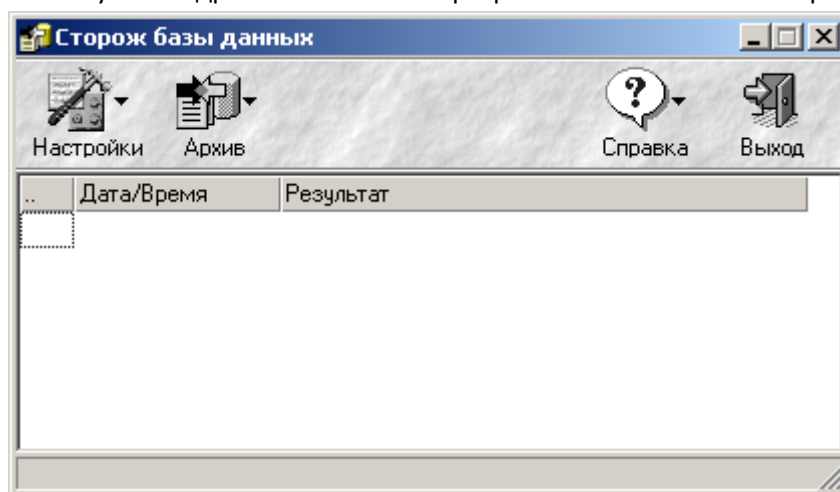 Сторож базы данных
Настройки Архив Справка Выход
.. Дата/Время Результат